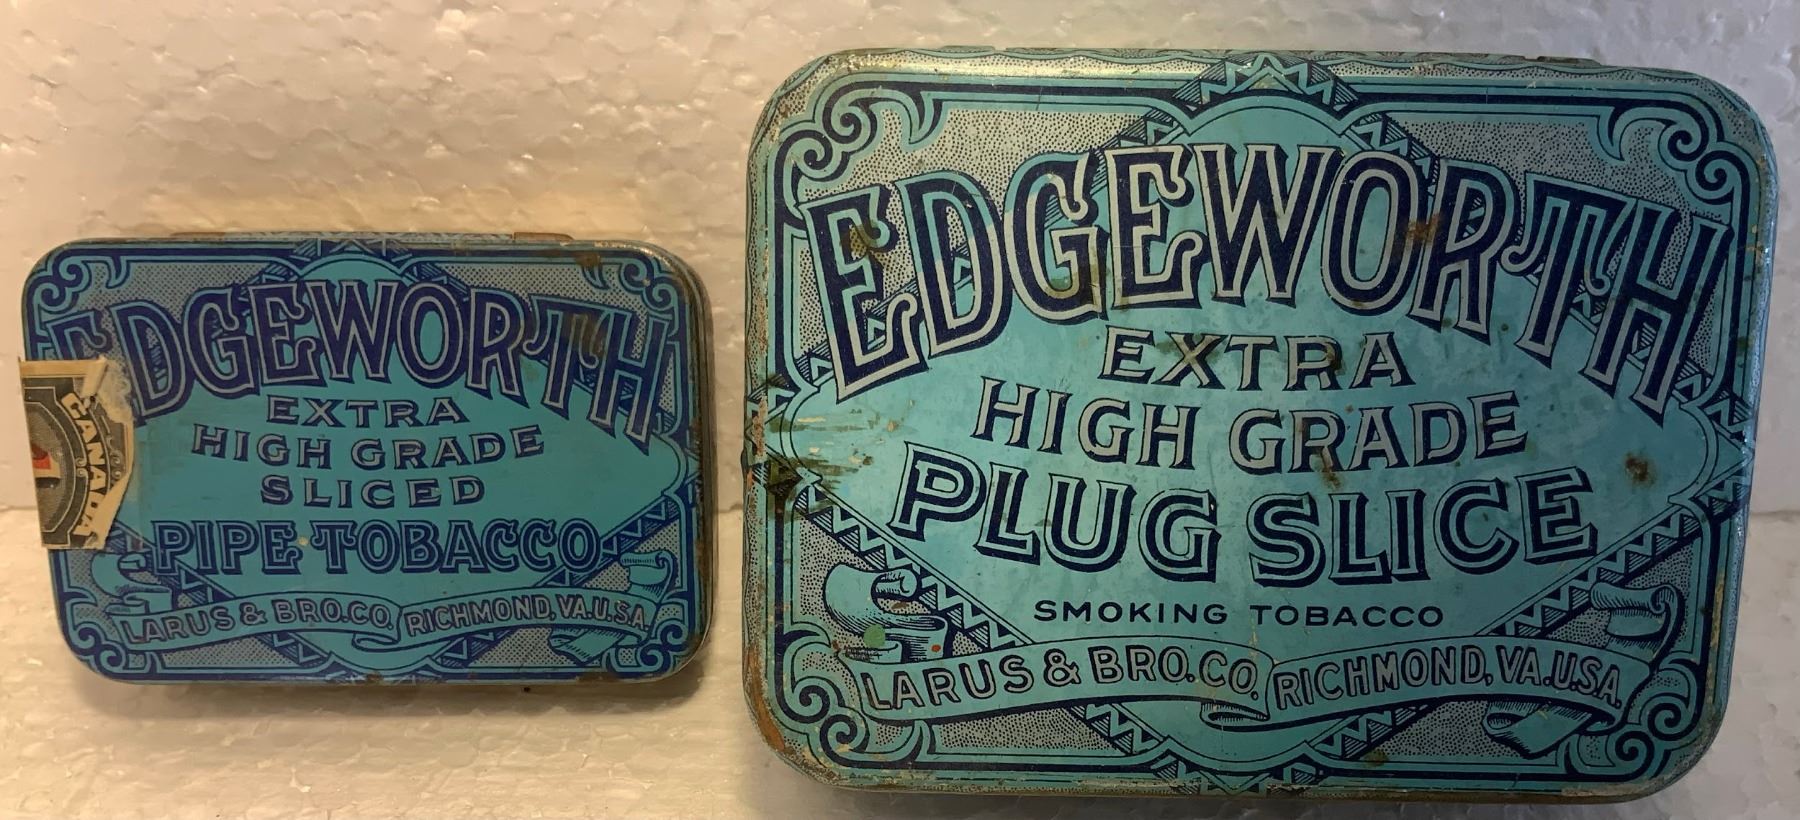 EDGEWORTH
EXTRA
HIGH GRADE
SLICED
PIPE TOBACCO
LARUS & BRO.CO. RICHMOND, VA.U.S.A.
CANADA
EDGEWORTH
EXTRA
HIGH GRADE
PLUG SLICE
SMOKING TOBACCO
LARUS & BRO.CO. RICHMOND, VA.U.S.A.